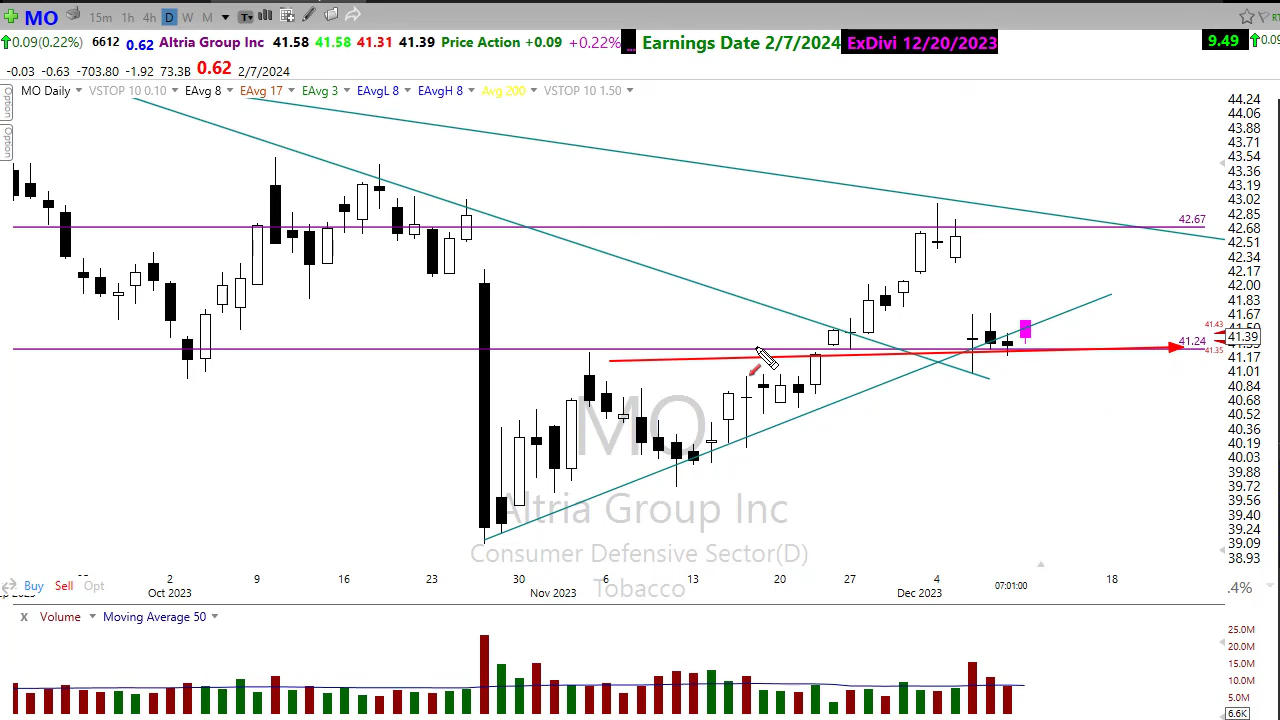 MO 15m 1h 4h D W M T
0.09(0.22%) 6612 0.62 Altria Group Inc 41.58 41.58 41.31 41.39 Price Action +0.09 +0.22% ... Earnings Date 2/7/2024 ExDivi 12/20/2023 9.49 0.09
-0.03 -0.63 -703.80 -1.92 73.3B 0.62 2/7/2024
MO Daily VSTOP 10 0.10 EAvg 8 EAvg 17 EAvg 3 EAvgL 8 EAvgH 8 Avg 200 VSTOP 10 1.50
Option
Option
44.24
44.06
43.88
43.71
43.54
43.36
43.19
43.02
42.85
42.67
42.68
42.51
42.34
42.17
42.00
41.83
41.67
41.43
41.39
41.24
41.35
41.17
41.01
40.84
40.68
40.52
40.36
40.19
40.03
39.88
39.72
39.56
39.40
39.24
39.09
38.93
MO
Altria Group Inc
Consumer Defensive Sector(D)
Tobacco
2 9 16 23 30 6 13 20 27 4 07:01:00 18
Buy Sell Opt
Oct 2023 Nov 2023 Dec 2023
.4%
X Volume Moving Average 50
25.0M
20.0M
15.0M
10.0M
5.0M
6.6K